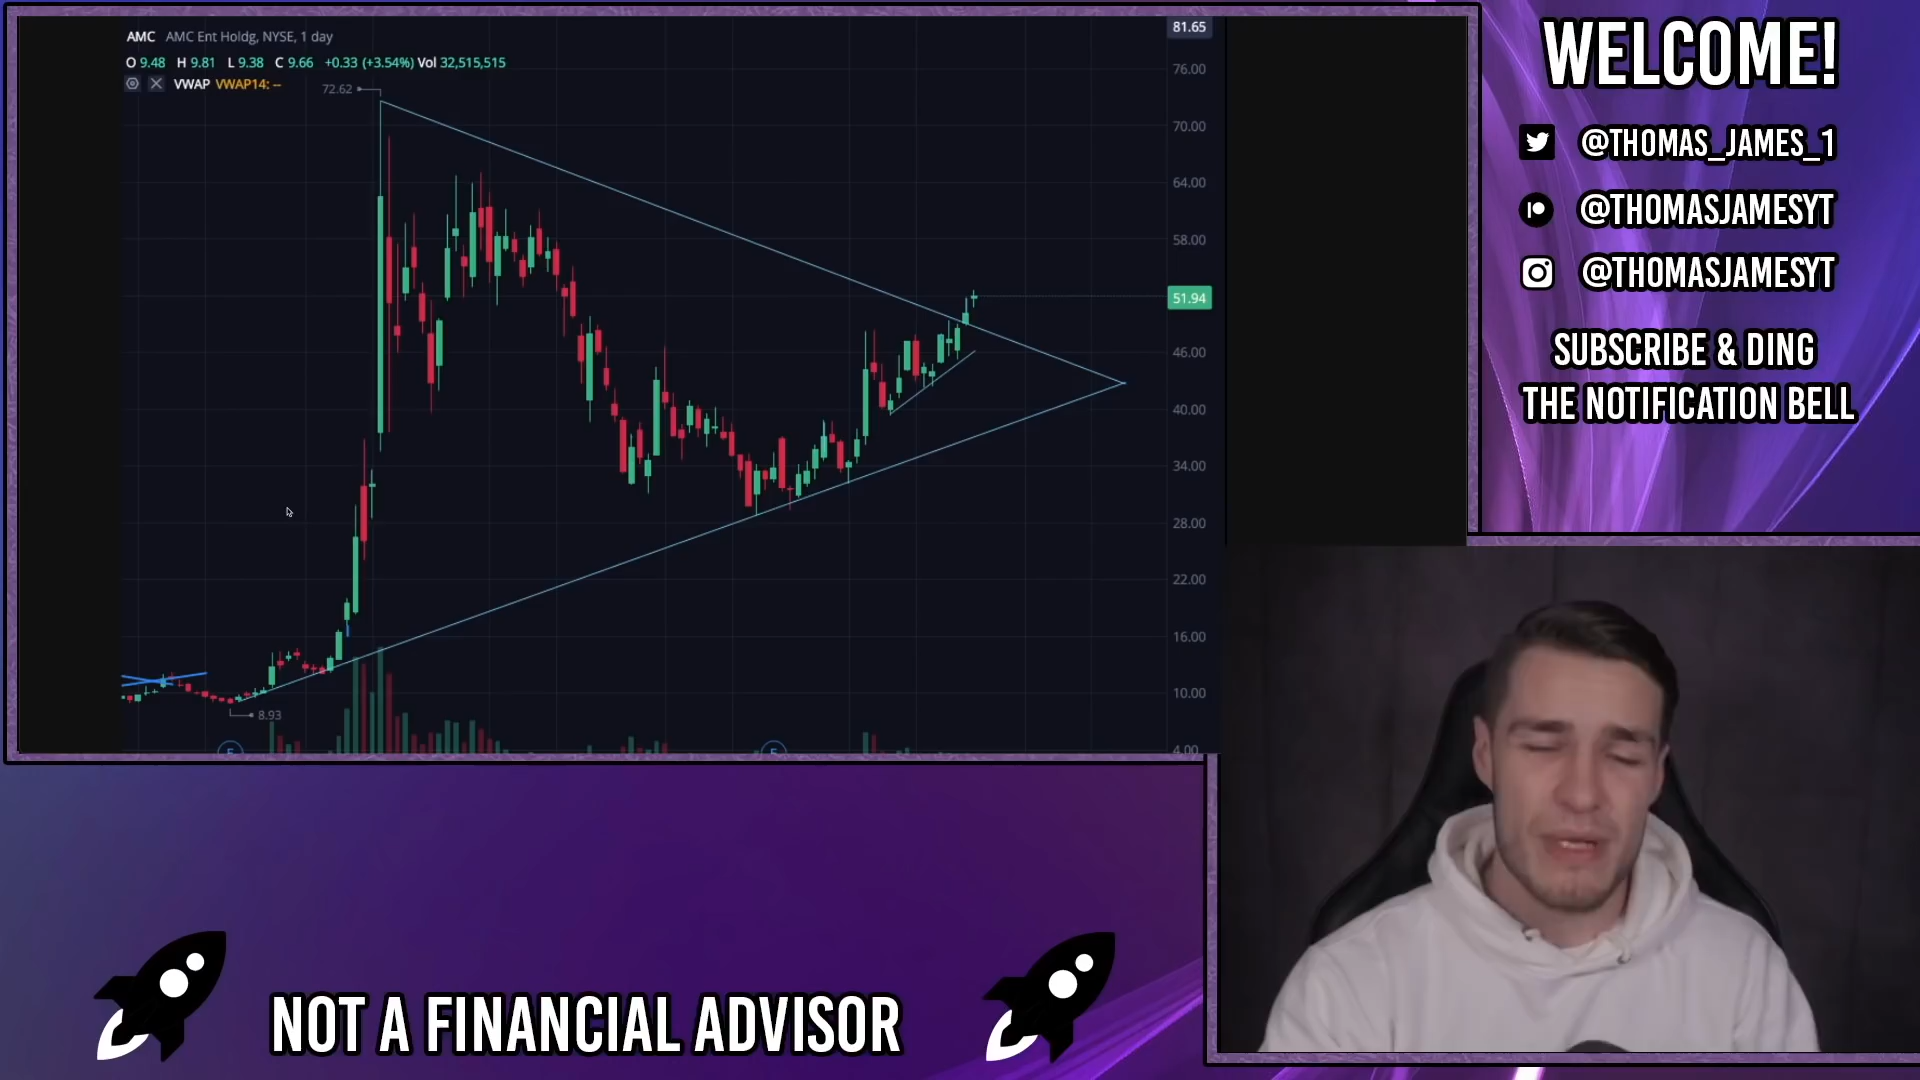 AMC AMC Ent Holdg, NYSE, 1 day
O 9.48 H 9.81 L 9.38 C 9.66 +0.33 (+3.54%) Vol 32,515,515
VWAP VWAP14: --
72.62
8.93
E
E
81.65
76.00
70.00
64.00
58.00
51.94
46.00
40.00
34.00
28.00
22.00
16.00
10.00
4.00
WELCOME!
@THOMAS_JAMES_1
@THOMASJAMESYT
@THOMASJAMESYT
SUBSCRIBE & DING
THE NOTIFICATION BELL
NOT A FINANCIAL ADVISOR